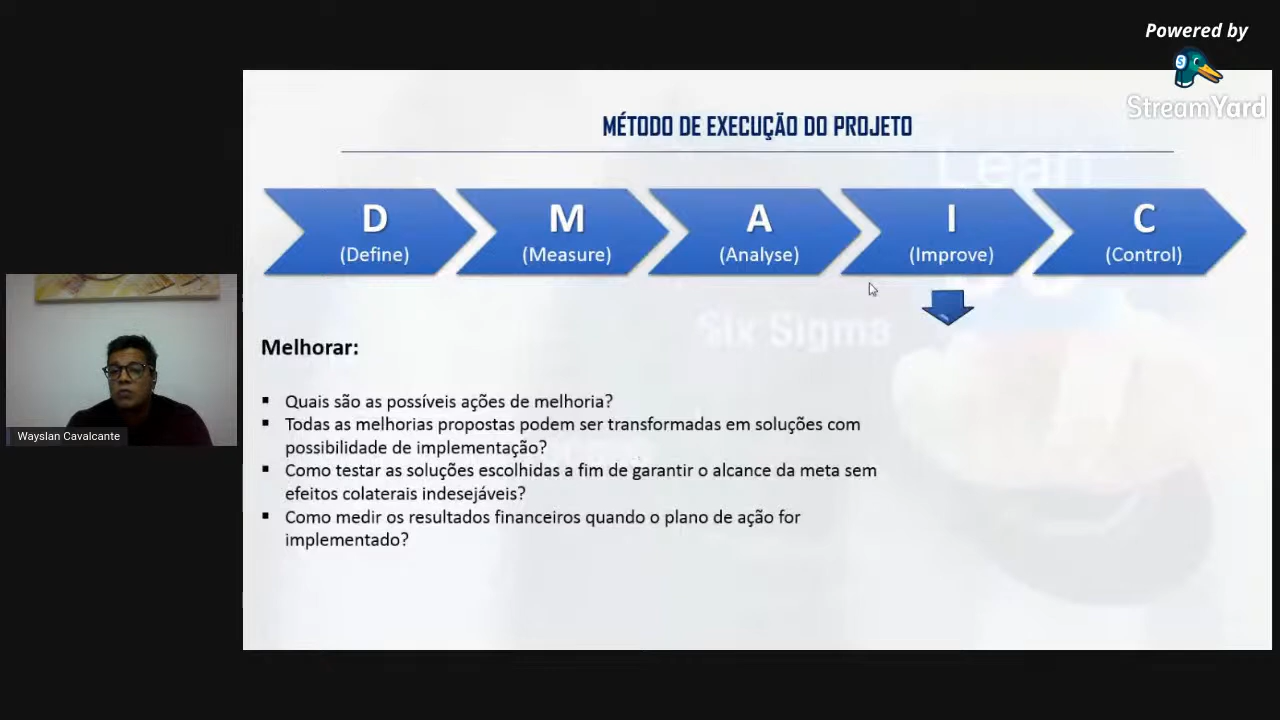 Powered by
StreamYard
MÉTODO DE EXECUÇÃO DO PROJETO
Lean
D
(Define)
M
(Measure)
A
(Analyse)
I
(Improve)
C
(Control)
Six Sigma
Melhorar:
▪ Quais são as possíveis ações de melhoria?
▪ Todas as melhorias propostas podem ser transformadas em soluções com
possibilidade de implementação?
▪ Como testar as soluções escolhidas a fim de garantir o alcance da meta sem
efeitos colaterais indesejáveis?
▪ Como medir os resultados financeiros quando o plano de ação for
implementado?
Wayslan Cavalcante